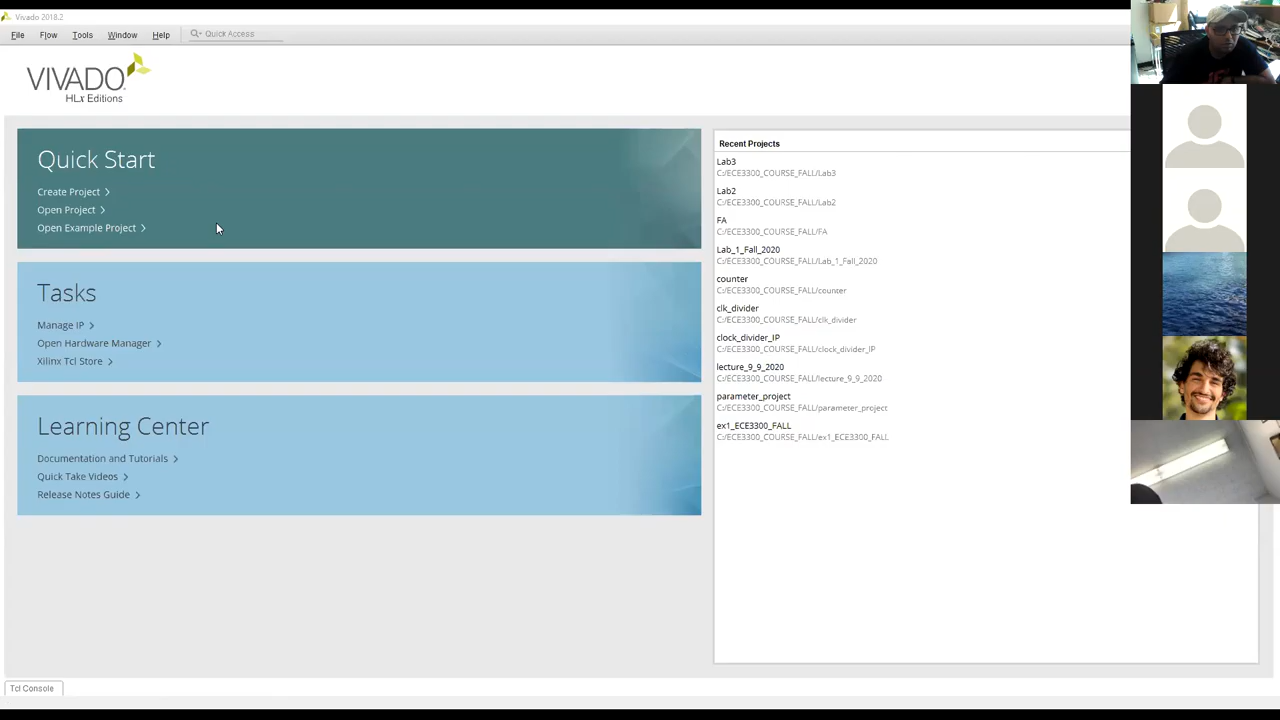 Vivado 2018.2
File Flow Tools Window Help Quick Access
VIVADO
HLx Editions
Quick Start
Create Project >
Open Project >
Open Example Project >
Tasks
Manage IP >
Open Hardware Manager >
Xilinx Tcl Store >
Learning Center
Documentation and Tutorials >
Quick Take Videos >
Release Notes Guide >
Recent Projects
Lab3
C:/ECE3300_COURSE_FALL/Lab3
Lab2
C:/ECE3300_COURSE_FALL/Lab2
FA
C:/ECE3300_COURSE_FALL/FA
Lab_1_Fall_2020
C:/ECE3300_COURSE_FALL/Lab_1_Fall_2020
counter
C:/ECE3300_COURSE_FALL/counter
clk_divider
C:/ECE3300_COURSE_FALL/clk_divider
clock_divider_IP
C:/ECE3300_COURSE_FALL/clock_divider_IP
lecture_9_9_2020
C:/ECE3300_COURSE_FALL/lecture_9_9_2020
parameter_project
C:/ECE3300_COURSE_FALL/parameter_project
ex1_ECE3300_FALL
C:/ECE3300_COURSE_FALL/ex1_ECE3300_FALL
Tcl Console